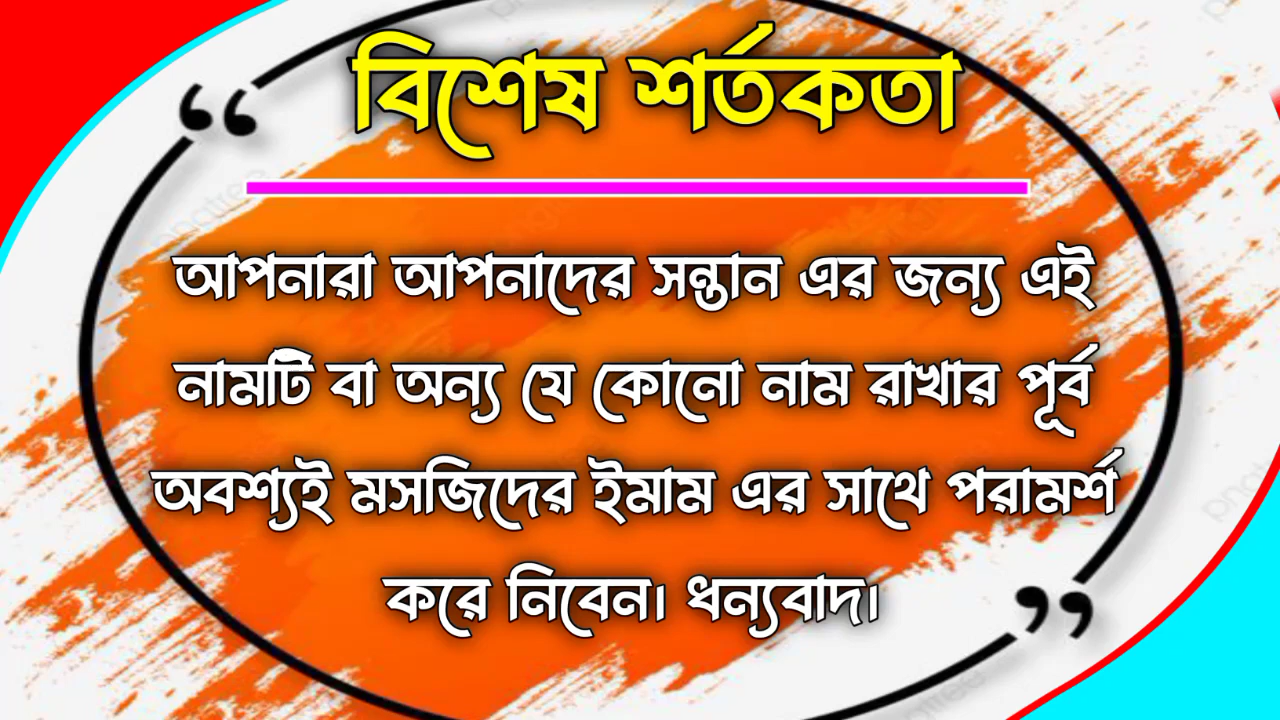 বিশেষ শর্তকতা
আপনারা আপনাদের সন্তান এর জন্য এই
নামটি বা অন্য যে কোনো নাম রাখার পূর্ব
অবশ্যই মসজিদের ইমাম এর সাথে পরামর্শ
করে নিবেন। ধন্যবাদ।